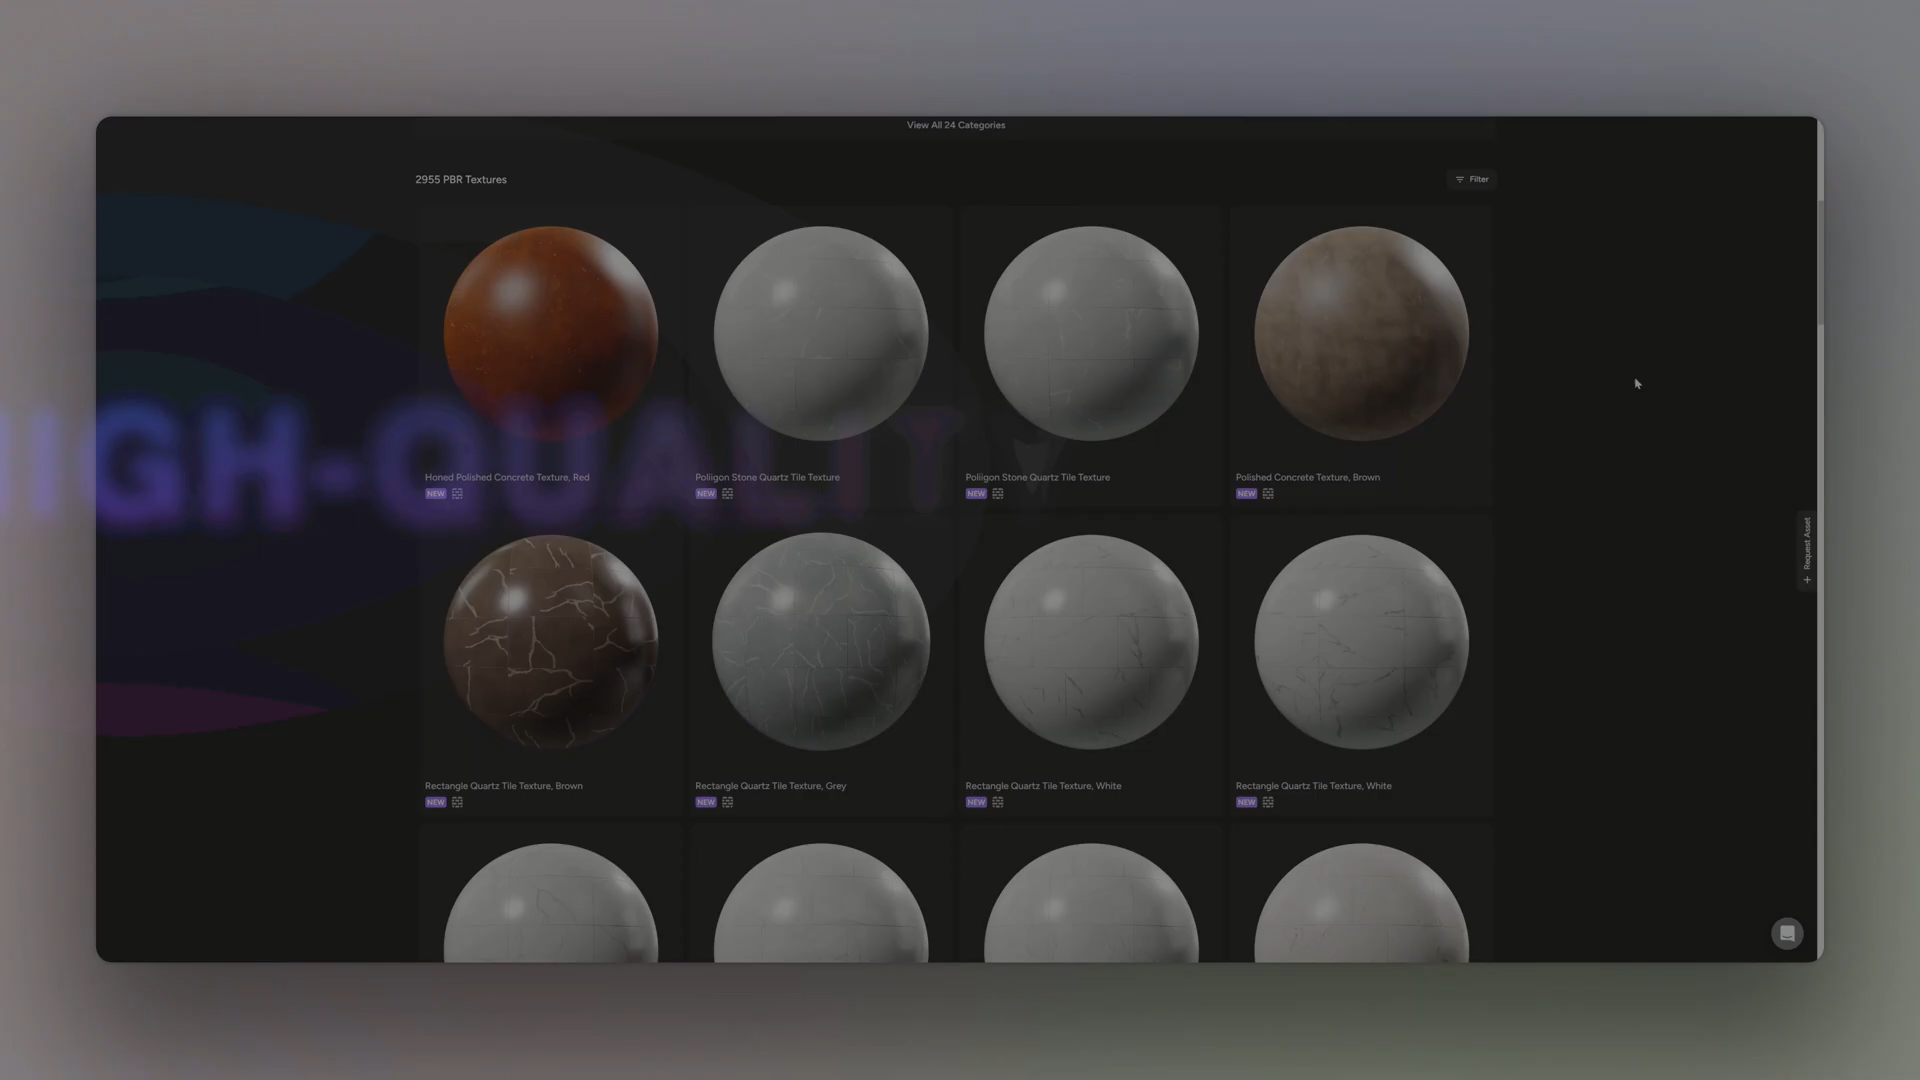 View All 24 Categories
2955 PBR Textures
Filter
HIGH-QUALITY
Honed Polished Concrete Texture, Red
NEW
Poliigon Stone Quartz Tile Texture
NEW
Poliigon Stone Quartz Tile Texture
NEW
Polished Concrete Texture, Brown
NEW
+ Request Asset
Rectangle Quartz Tile Texture, Brown
NEW
Rectangle Quartz Tile Texture, Grey
NEW
Rectangle Quartz Tile Texture, White
NEW
Rectangle Quartz Tile Texture, White
NEW